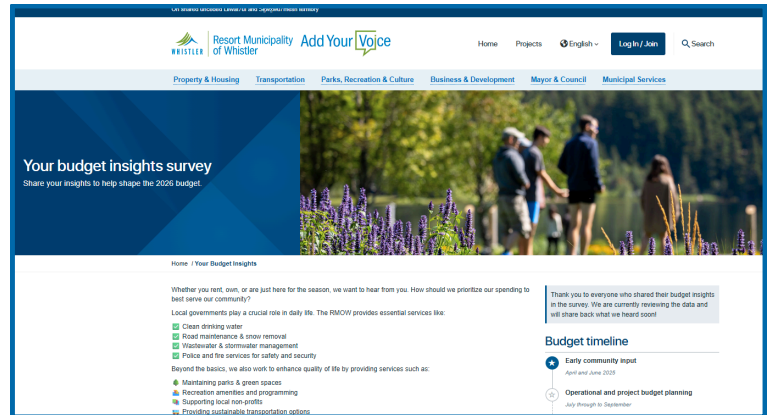 On shared unceded Lil̓wat7úl and Sḵwx̱wú7mesh territory
WHISTLER
Resort Municipality
of Whistler
Add Your Voice
Home Projects English Log In / Join Search
Property & Housing Transportation Parks, Recreation & Culture Business & Development Mayor & Council Municipal Services
Your budget insights survey
Share your insights to help shape the 2026 budget.
Home / Your Budget Insights
Whether you rent, own, or are just here for the season, we want to hear from you. How should we prioritize our spending to
best serve our community?
Local governments play a crucial role in daily life. The RMOW provides essential services like:
Clean drinking water
Road maintenance & snow removal
Wastewater & stormwater management
Police and fire services for safety and security
Beyond the basics, we also work to enhance quality of life by providing services such as:
Maintaining parks & green spaces
Recreation amenities and programming
Supporting local non-profits
Providing sustainable transportation options
Thank you to everyone who shared their budget insights
in the survey. We are currently reviewing the data and
will share back what we heard soon!
Budget timeline
Early community input
April and June 2025
Operational and project budget planning
July through to September